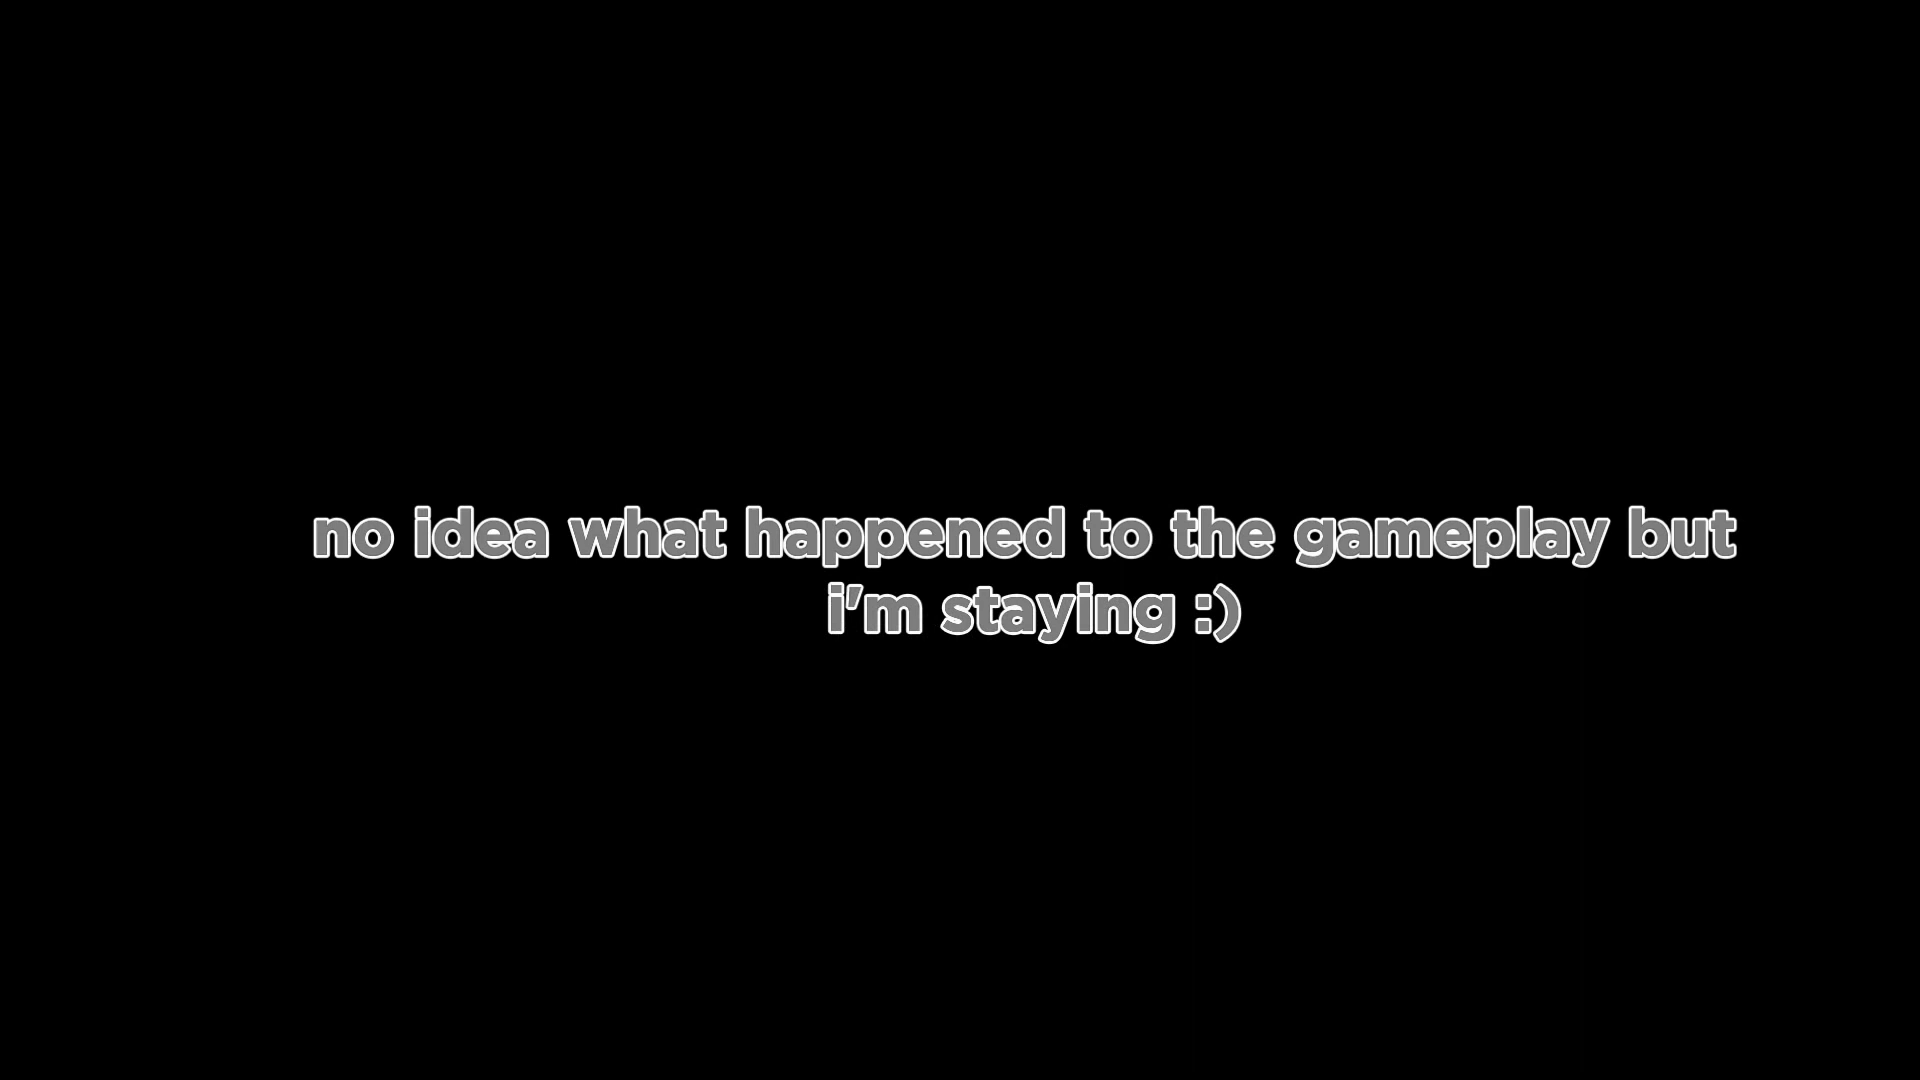 no idea what happened to the gameplay but
i'm staying :)